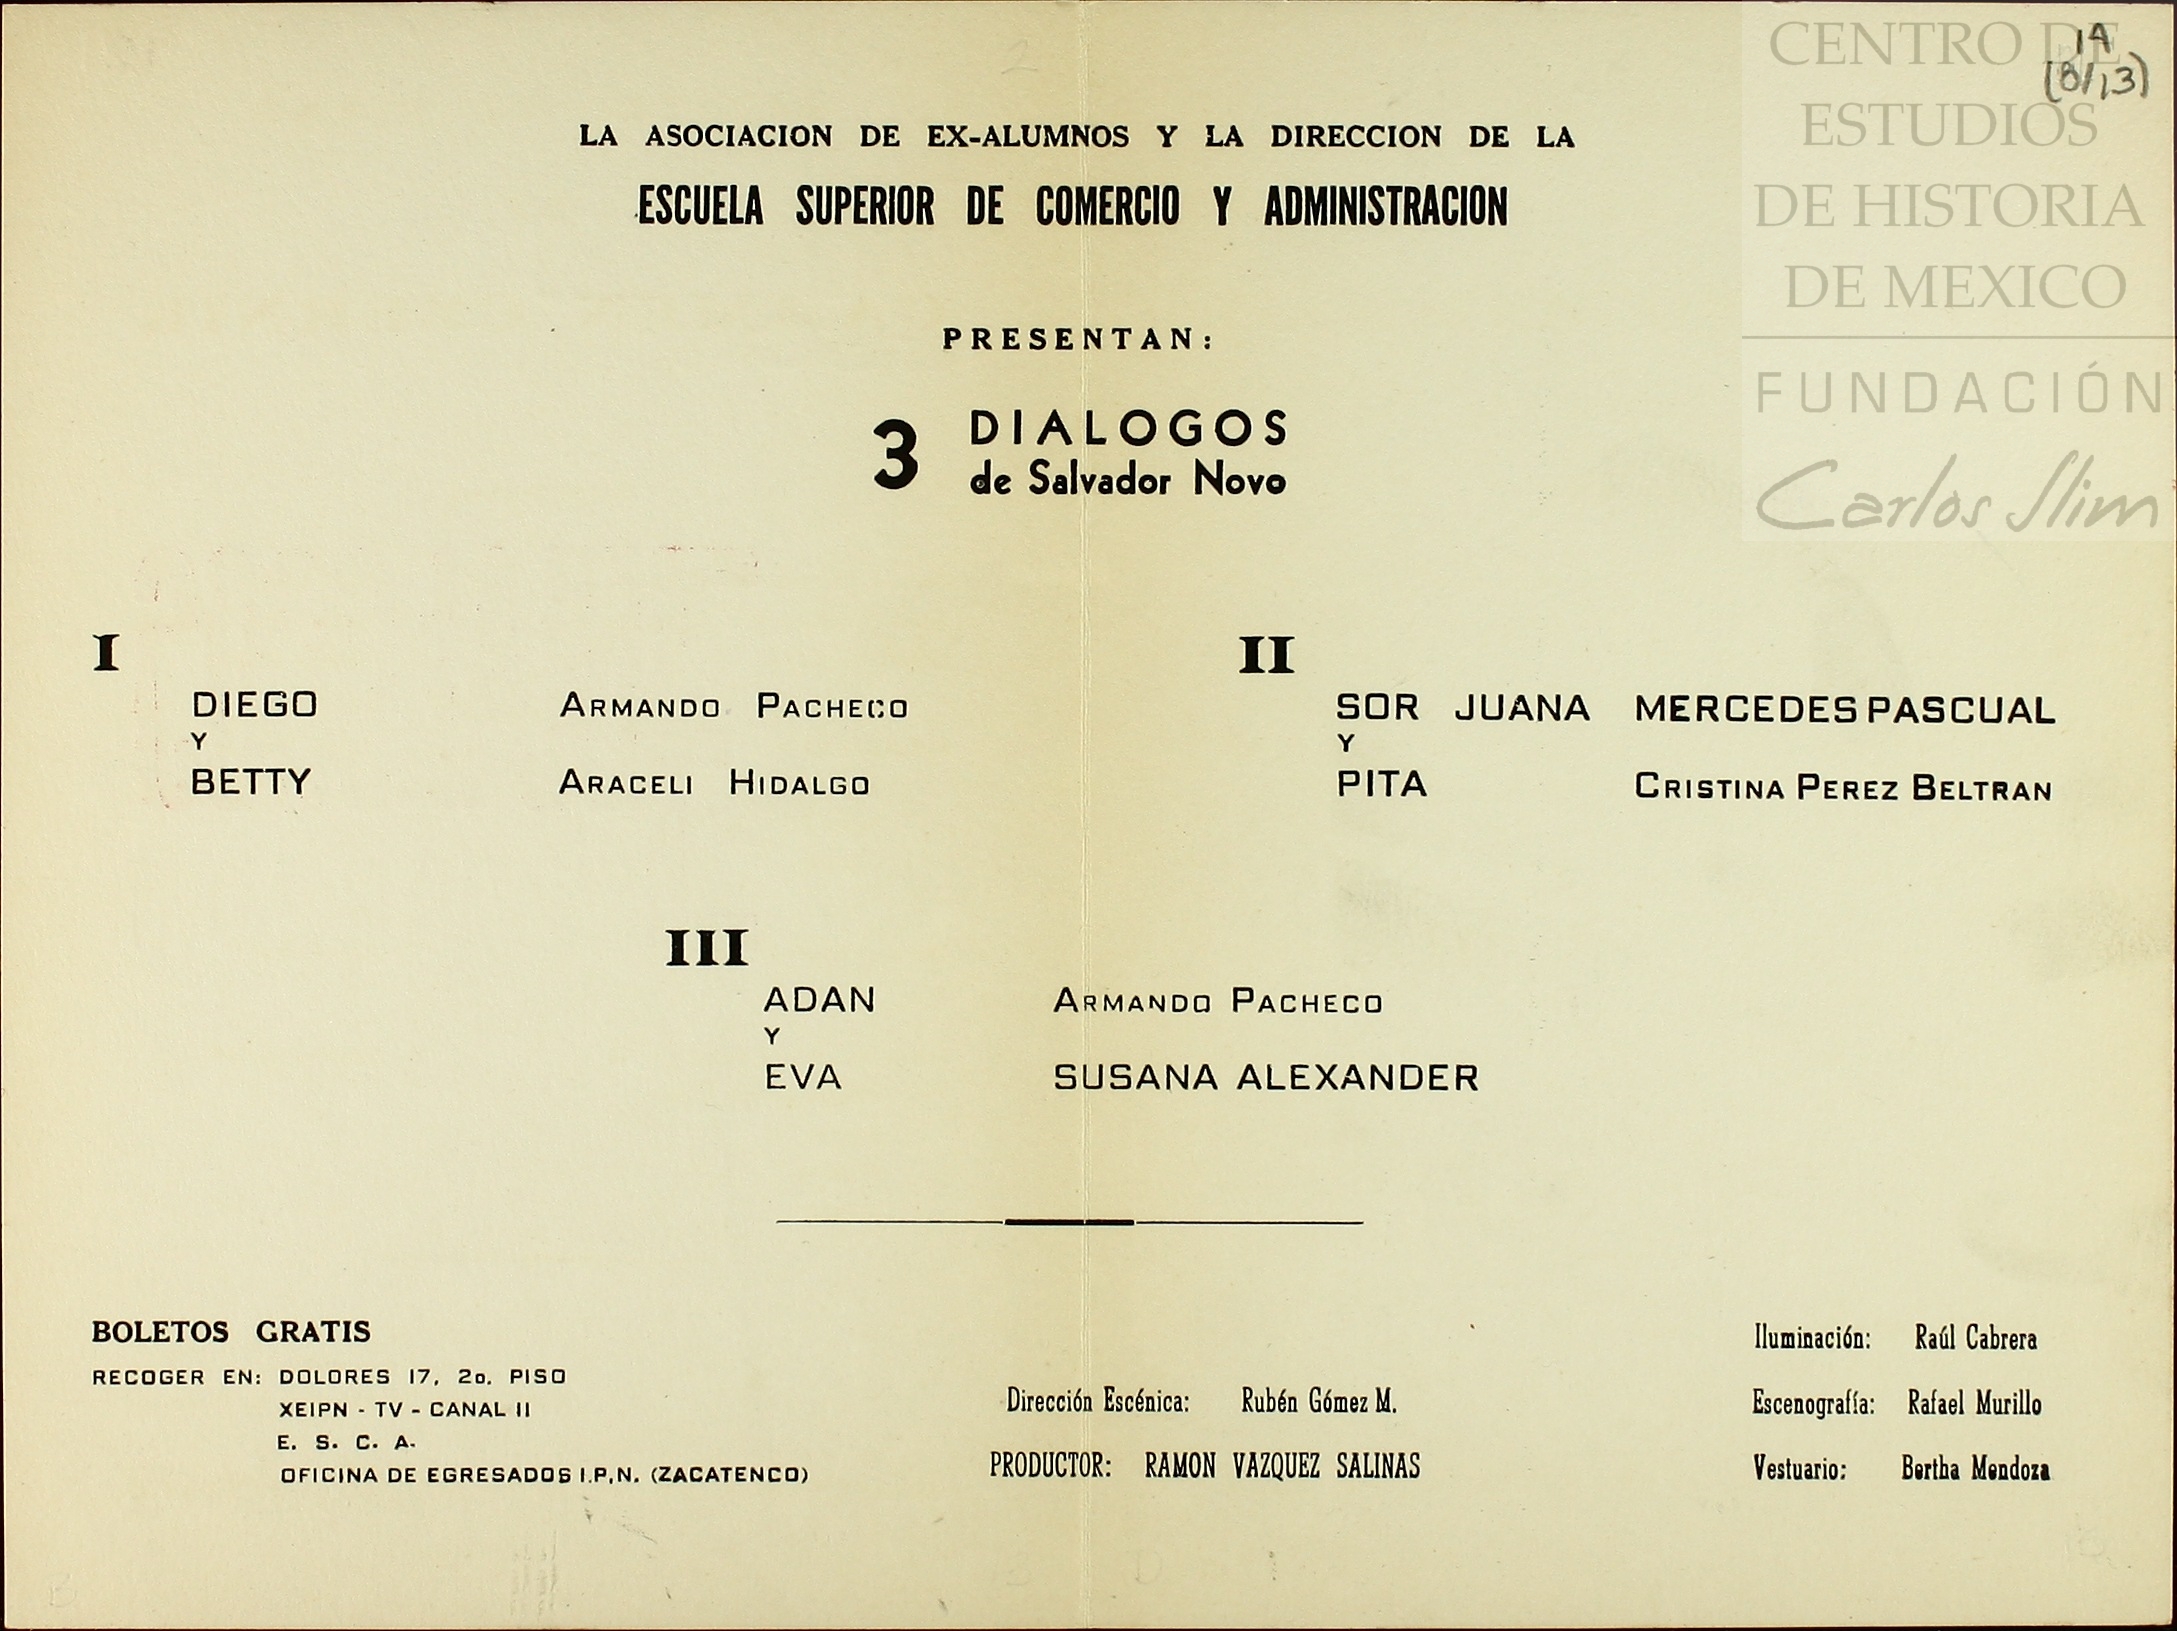 CENTRO DE
ESTUDIOS
DE HISTORIA
DE MEXICO
FUNDACIÓN
Carlos Slim
1A
(8/13)
LA ASOCIACION DE EX-ALUMNOS Y LA DIRECCION DE LA
ESCUELA SUPERIOR DE COMERCIO Y ADMINISTRACION
PRESENTAN:
3 DIALOGOS
de Salvador Novo
I
DIEGO ARMANDO PACHECO
Y
BETTY ARACELI HIDALGO
II
SOR JUANA MERCEDES PASCUAL
Y
PITA CRISTINA PEREZ BELTRAN
III
ADAN ARMANDO PACHECO
Y
EVA SUSANA ALEXANDER
BOLETOS GRATIS
RECOGER EN: DOLORES 17, 2o. PISO
XEIPN - TV - CANAL 11
E. S. C. A.
OFICINA DE EGRESADOS I.P.N. (ZACATENCO)
Dirección Escénica: Rubén Gómez M.
PRODUCTOR: RAMON VAZQUEZ SALINAS
Iluminación: Raúl Cabrera
Escenografía: Rafael Murillo
Vestuario: Bertha Mendoza